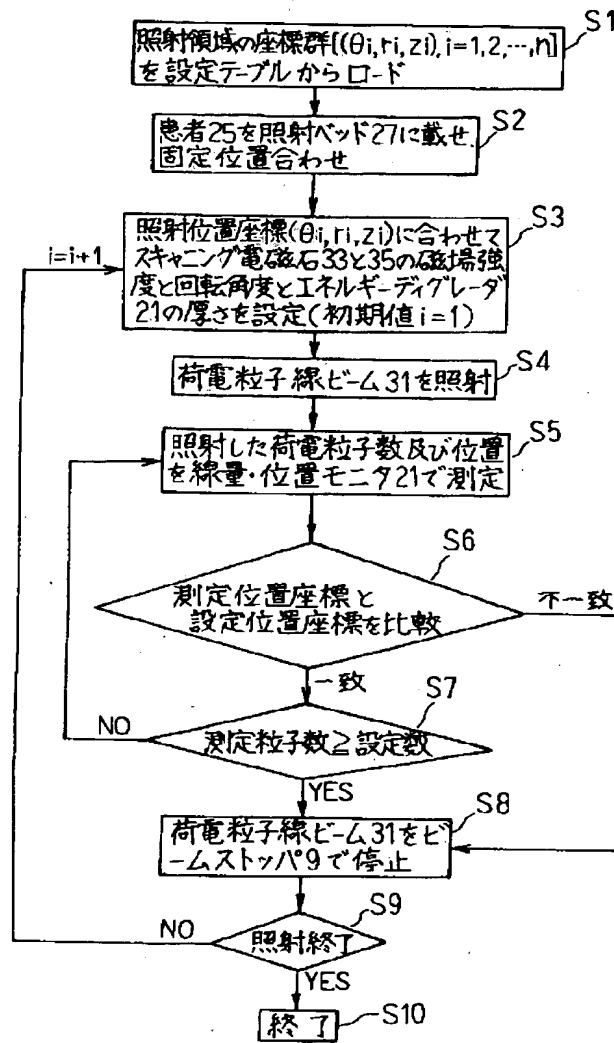 S1
照射領域の座標群[(θi,ri,zi),i=1,2,…,n]
を設定テーブルからロード
S2
患者25を照射ベッド27に載せ
固定位置合わせ
S3
i=i+1
照射位置座標(θi,ri,zi)に合わせて
スキャニング電磁石33と35の磁場強
度と回転角度とエネルギーディグレーダ
21の厚さを設定(初期値i=1)
S4
荷電粒子線ビーム31を照射
S5
照射した荷電粒子数及び位置
を線量・位置モニタ21で測定
S6
測定位置座標と
設定位置座標を比較
不一致
一致
S7
NO
測定粒子数≧設定数
YES
S8
荷電粒子線ビーム31をビ
ームストッパ9で停止
S9
NO
照射終了
YES
S10
終了